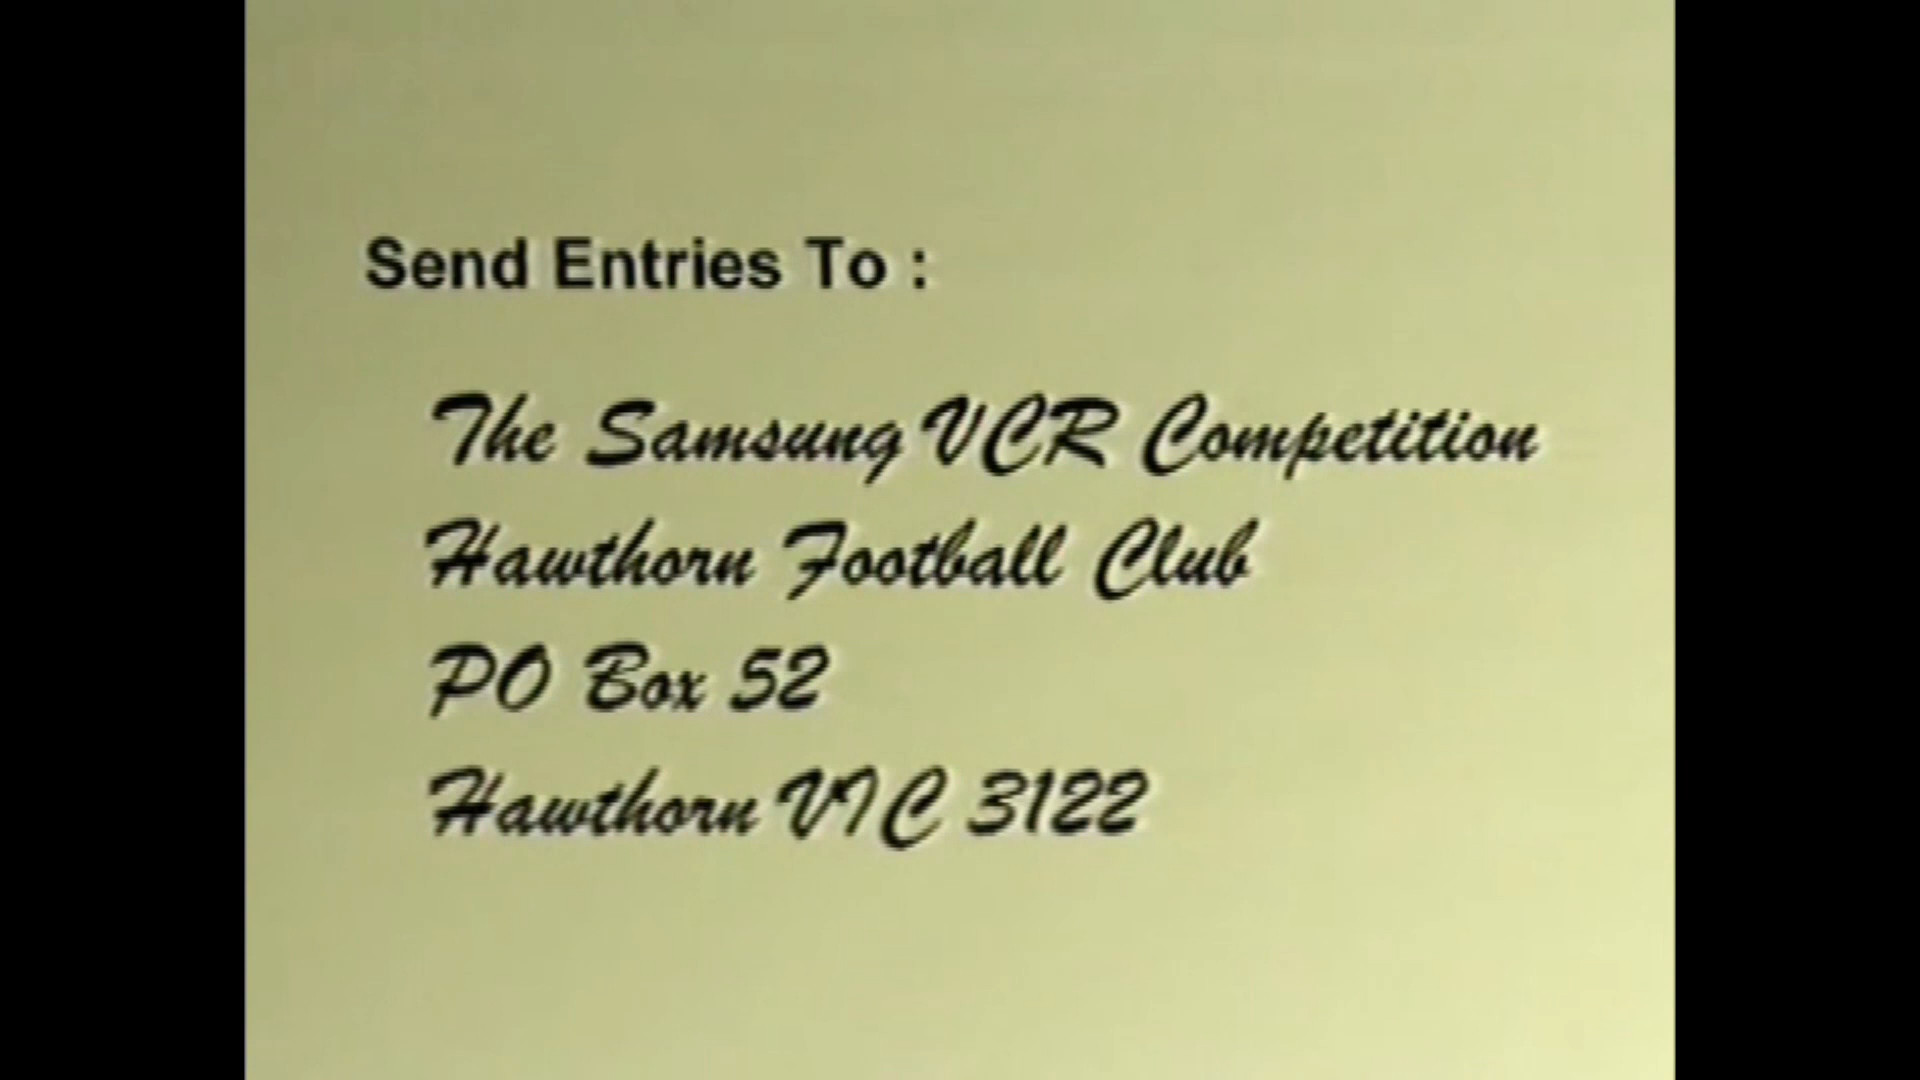 Send Entries To :
The Samsung VCR Competition
Hawthorn Football Club
PO Box 52
Hawthorn VIC 3122